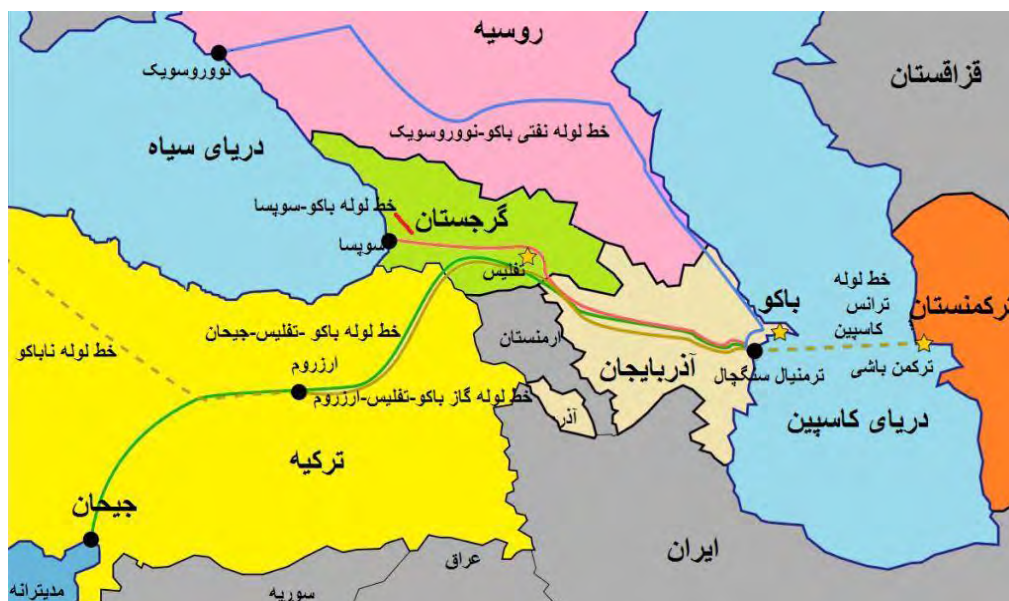 روسیه
قزاقستان
نووروسویک
خط لوله نفتی باکو-نووروسویک
دریای سیاه
خط لوله باکو-سوپسا
گرجستان
سوپسا
تفلیس
خط لوله
ترانس
کاسپین
باکو
ترکمنستان
خط لوله باکو -تفلیس-جیحان
ارمنستان
خط لوله ناباکو
ارزروم
آذربایجان
ترمنیال سنگچال
ترکمن باشی
خط لوله گاز باکو-تفلیس-ارزروم
آذر
دریای کاسپین
ترکیه
جیحان
ایران
عراق
مدیترانه
سوریه